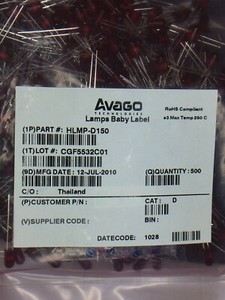 AVAGO
TECHNOLOGIES
RoHS Compliant
Lamps Baby Label
e3 Max Temp 260 C
(1P)PART #: HLMP-D150
(1T)LOT #: CGF5532C01
(9D)MFG DATE: 12-JUL-2010 (Q)QUANTITY: 500
C/O: Thailand
(P)CUSTOMER P/N: CAT: D
(V)SUPPLIER CODE: BIN:
DATECODE: 1028